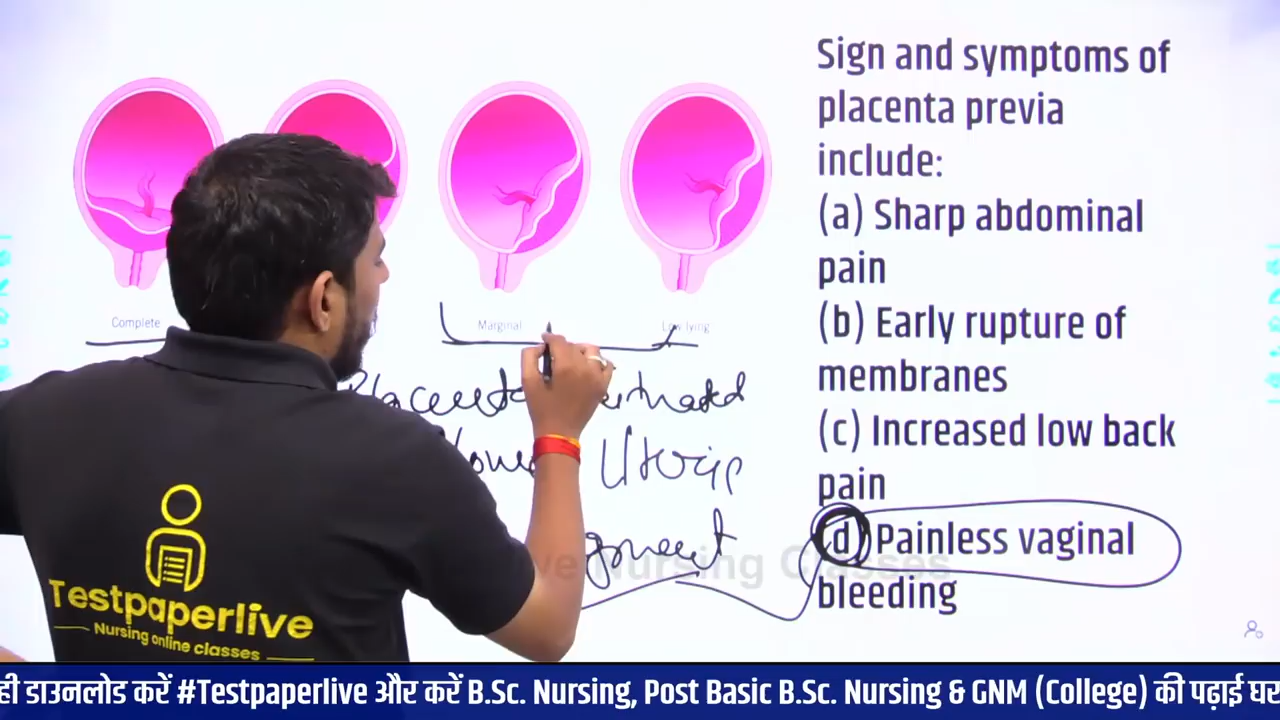 Sign and symptoms of
placenta previa
include:
(a) Sharp abdominal
pain
(b) Early rupture of
membranes
(c) Increased low back
pain
(d) Painless vaginal
bleeding
Complete
Marginal
Low lying
Uterine
Nursing Classes
Testpaperlive
Nursing online classes
ही डाउनलोड करें #Testpaperlive और करें B.Sc. Nursing, Post Basic B.Sc. Nursing & GNM (College) की पढ़ाई घर